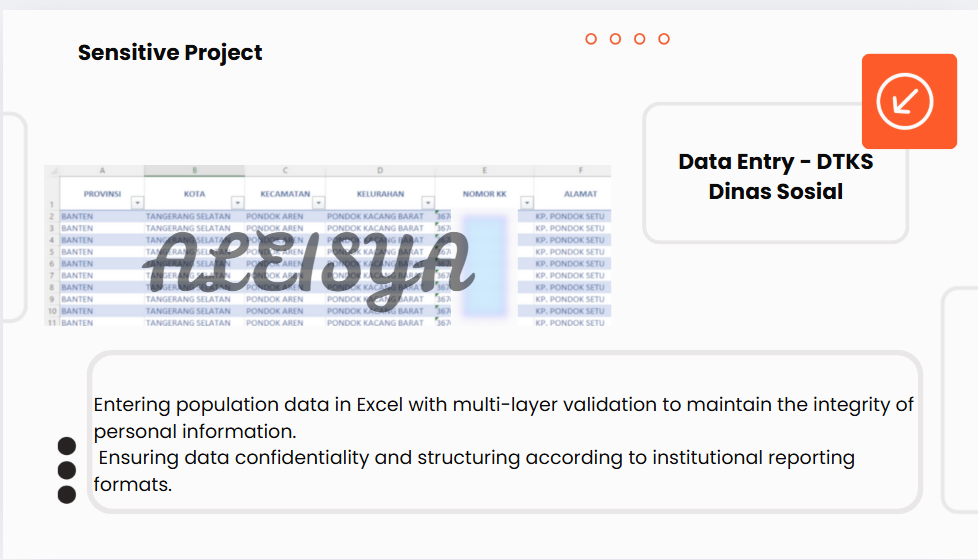 Sensitive Project
Data Entry - DTKS
Dinas Sosial
A B C D E F
1 PROVINSI KOTA KECAMATAN KELURAHAN NOMOR KK ALAMAT
2 BANTEN TANGERANG SELATAN PONDOK AREN PONDOK KACANG BARAT 367 KP. PONDOK SETU
3 BANTEN TANGERANG SELATAN PONDOK AREN PONDOK KACANG BARAT 367 KP. PONDOK SETU
4 BANTEN TANGERANG SELATAN PONDOK AREN PONDOK KACANG BARAT 367 KP. PONDOK SETU
5 BANTEN TANGERANG SELATAN PONDOK AREN PONDOK KACANG BARAT 367 KP. PONDOK SETU
6 BANTEN TANGERANG SELATAN PONDOK AREN PONDOK KACANG BARAT 367 KP. PONDOK SETU
7 BANTEN TANGERANG SELATAN PONDOK AREN PONDOK KACANG BARAT 367 KP. PONDOK SETU
8 BANTEN TANGERANG SELATAN PONDOK AREN PONDOK KACANG BARAT 367 KP. PONDOK SETU
9 BANTEN TANGERANG SELATAN PONDOK AREN PONDOK KACANG BARAT 367 KP. PONDOK SETU
10 BANTEN TANGERANG SELATAN PONDOK AREN PONDOK KACANG BARAT 367 KP. PONDOK SETU
11 BANTEN TANGERANG SELATAN PONDOK AREN PONDOK KACANG BARAT 367 KP. PONDOK SETU
Entering population data in Excel with multi-layer validation to maintain the integrity of
personal information.
Ensuring data confidentiality and structuring according to institutional reporting
formats.